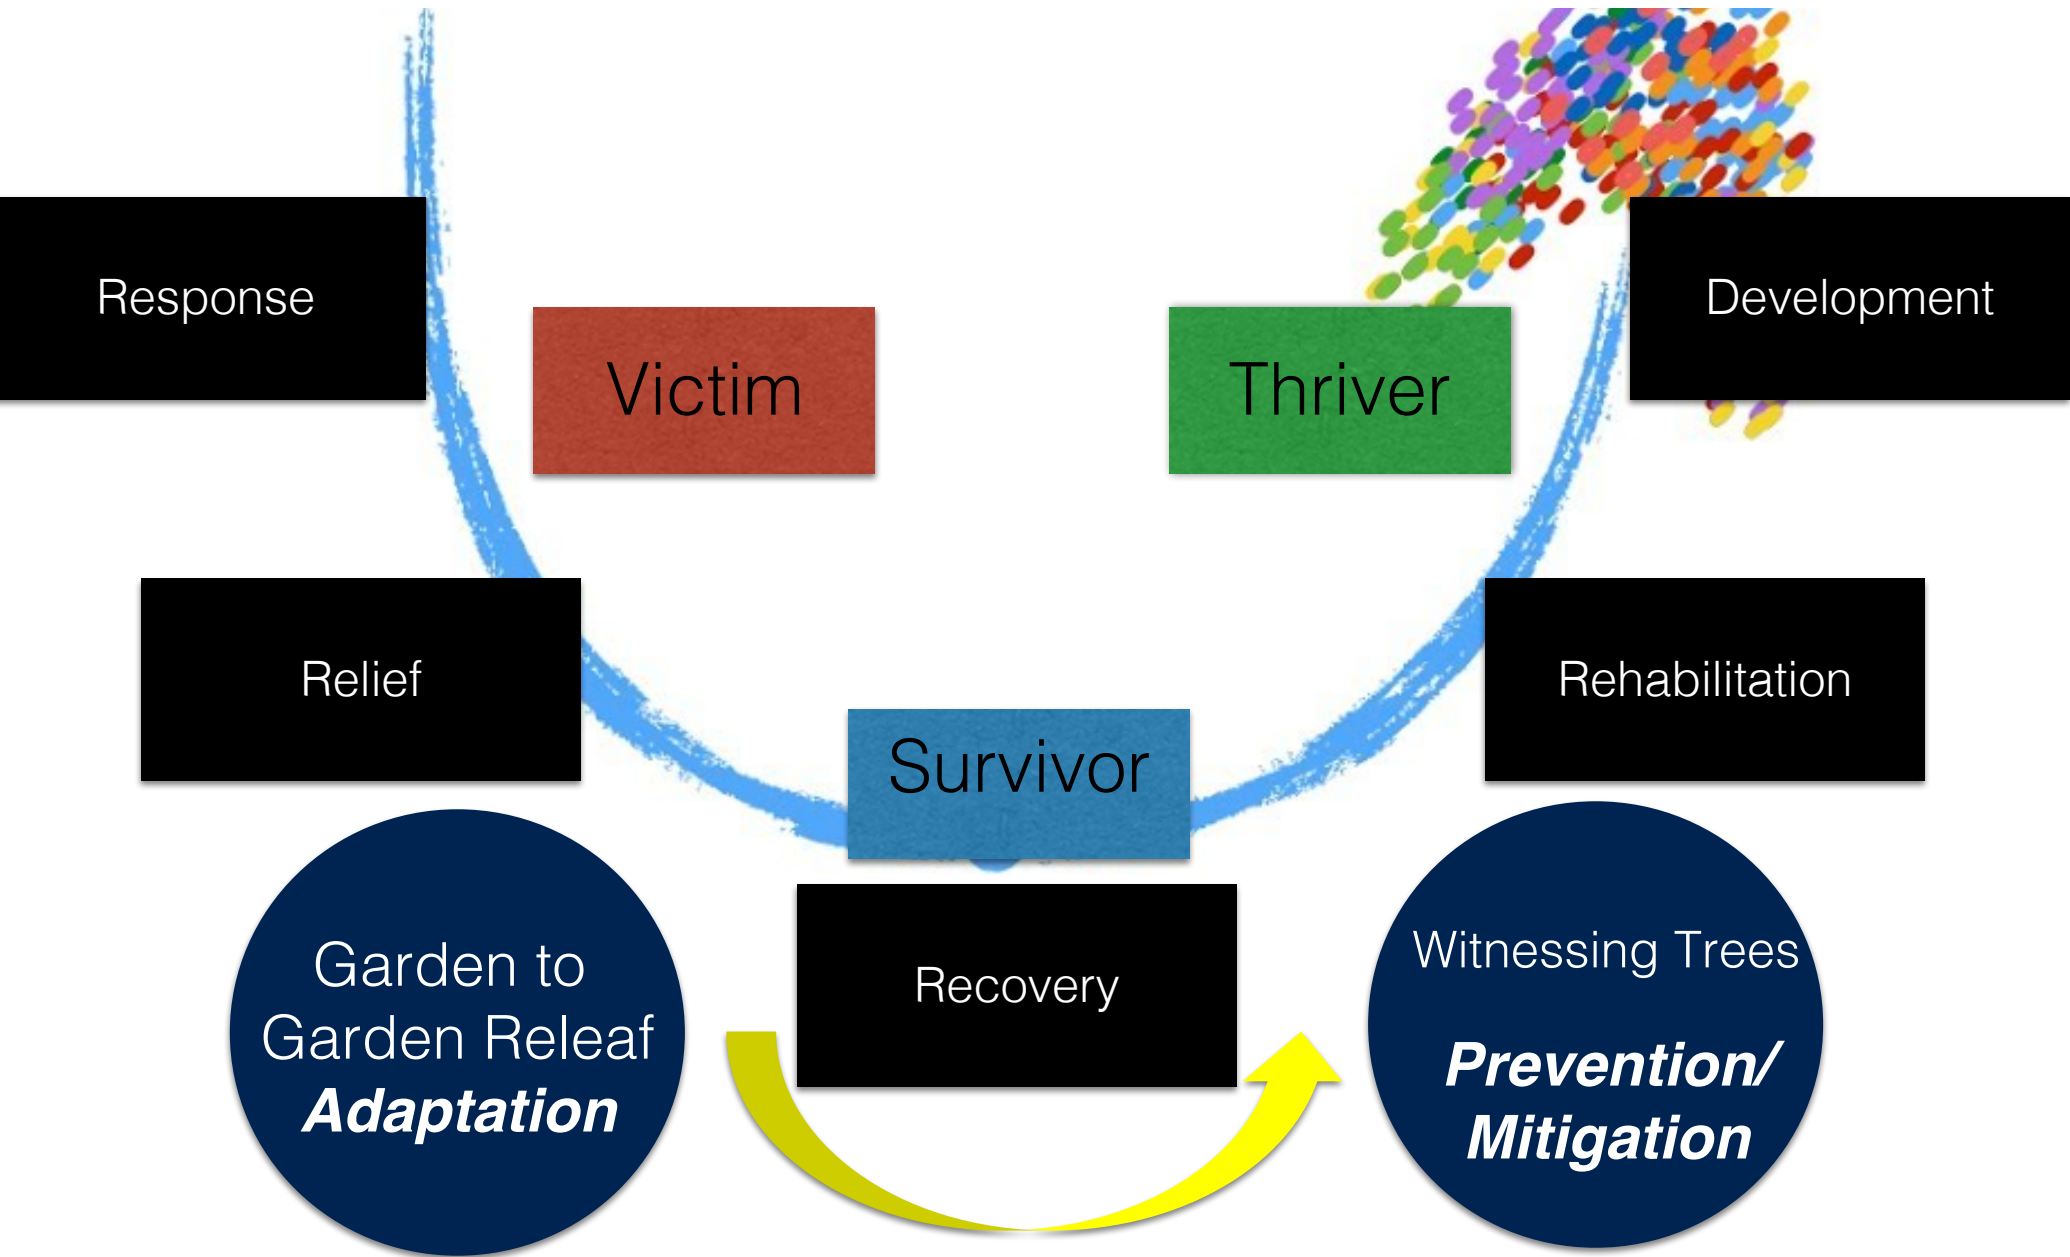 Response
Development
Victim
Thriver
Relief
Rehabilitation
Survivor
Recovery
Garden to
Garden Releaf
Adaptation
Witnessing Trees
Prevention/
Mitigation